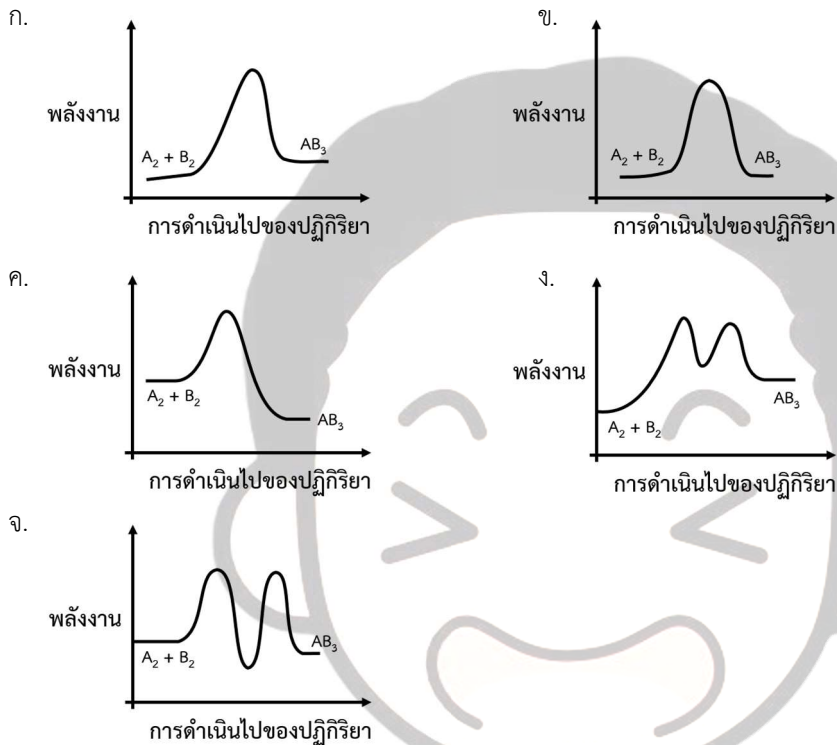 ก.
พลังงาน
A₂ + B₂
AB₃
การดำเนินไปของปฏิกิริยา
ข.
พลังงาน
A₂ + B₂
AB₃
การดำเนินไปของปฏิกิริยา
ค.
พลังงาน
A₂ + B₂
AB₃
การดำเนินไปของปฏิกิริยา
ง.
พลังงาน
A₂ + B₂
AB₃
การดำเนินไปของปฏิกิริยา
จ.
พลังงาน
A₂ + B₂
AB₃
การดำเนินไปของปฏิกิริยา